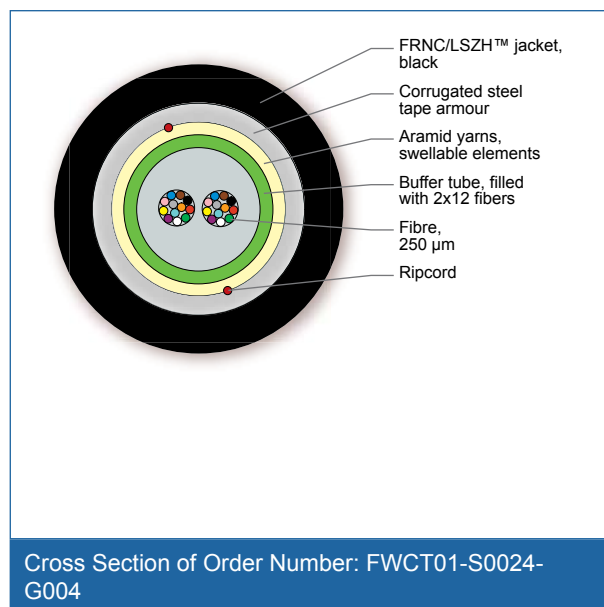 FRNC/LSZH™ jacket,
black
Corrugated steel
tape armour
Aramid yarns,
swellable elements
Buffer tube, filled
with 2x12 fibers
Fibre,
250 µm
Ripcord
Cross Section of Order Number: FWCT01-S0024-
G004